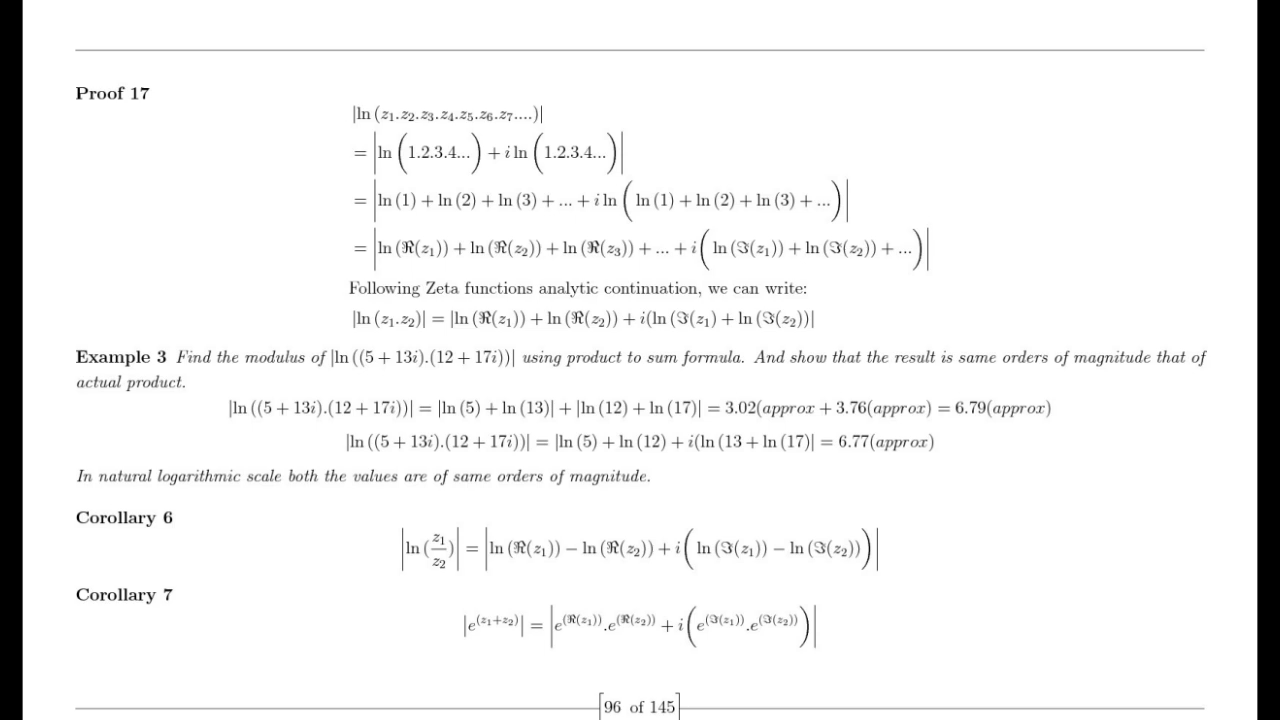 Proof 17
|ln (z₁.z₂.z₃.z₄.z₅.z₆.z₇....)|
= |ln (1.2.3.4...) + i ln (1.2.3.4...)|
= |ln (1) + ln (2) + ln (3) + ... + i ln ( ln (1) + ln (2) + ln (3) + ...)|
= |ln (ℜ(z₁)) + ln (ℜ(z₂)) + ln (ℜ(z₃)) + ... + i( ln (ℑ(z₁)) + ln (ℑ(z₂)) + ...)|
Following Zeta functions analytic continuation, we can write:
|ln (z₁.z₂)| = |ln (ℜ(z₁)) + ln (ℜ(z₂)) + i(ln (ℑ(z₁) + ln (ℑ(z₂))|
Example 3 Find the modulus of |ln ((5 + 13i).(12 + 17i))| using product to sum formula. And show that the result is same orders of magnitude that of
actual product.
|ln ((5 + 13i).(12 + 17i))| = |ln (5) + ln (13)| + |ln (12) + ln (17)| = 3.02(approx + 3.76(approx) = 6.79(approx)
|ln ((5 + 13i).(12 + 17i))| = |ln (5) + ln (12) + i(ln (13 + ln (17)| = 6.77(approx)
In natural logarithmic scale both the values are of same orders of magnitude.
Corollary 6
|ln (z₁/z₂)| = |ln (ℜ(z₁)) − ln (ℜ(z₂)) + i( ln (ℑ(z₁)) − ln (ℑ(z₂)))|
Corollary 7
|e^(z₁+z₂)| = |e^(ℜ(z₁)).e^(ℜ(z₂)) + i(e^(ℑ(z₁)).e^(ℑ(z₂)))|
96 of 145